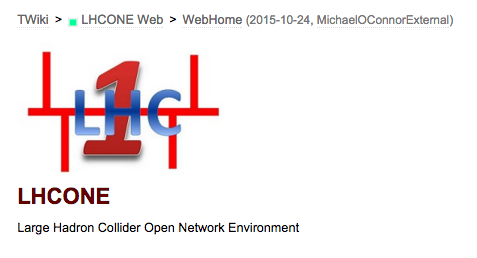 TWiki > LHCONE Web > WebHome (2015-10-24, MichaelOConnorExternal)
LHC
1
LHCONE
Large Hadron Collider Open Network Environment